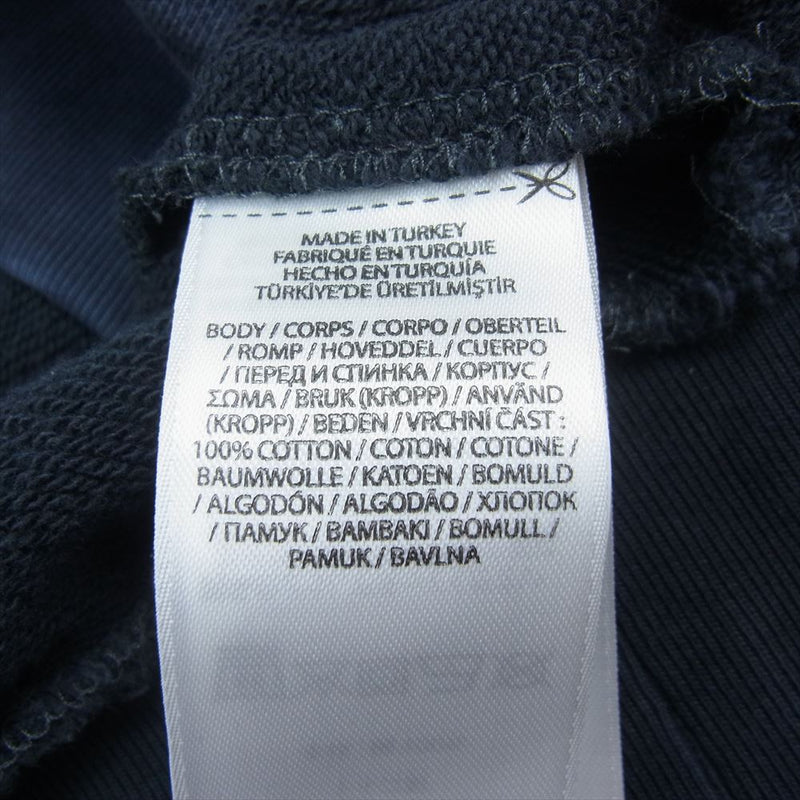 MADE IN TURKEY
FABRIQUÉ EN TURQUIE
HECHO EN TURQUÍA
TÜRKİYE'DE ÜRETİLMİŞTİR
BODY / CORPS / CORPO / OBERTEIL
/ ROMP / HOVEDDEL / CUERPO
/ ПЕРЕД И СПИНКА / КОРПУС /
ΣΩΜΑ / BRUK (KROPP) / ANVÄND
(KROPP) / BEDEN / VRCHNÍ ČÁST :
100% COTTON / COTON / COTONE /
BAUMWOLLE / KATOEN / BOMULD
/ ALGODÓN / ALGODÃO / ХЛОПОК
/ ПАМУК / ΒΑΜΒΑΚΙ / BOMULL /
PAMUK / BAVLNA